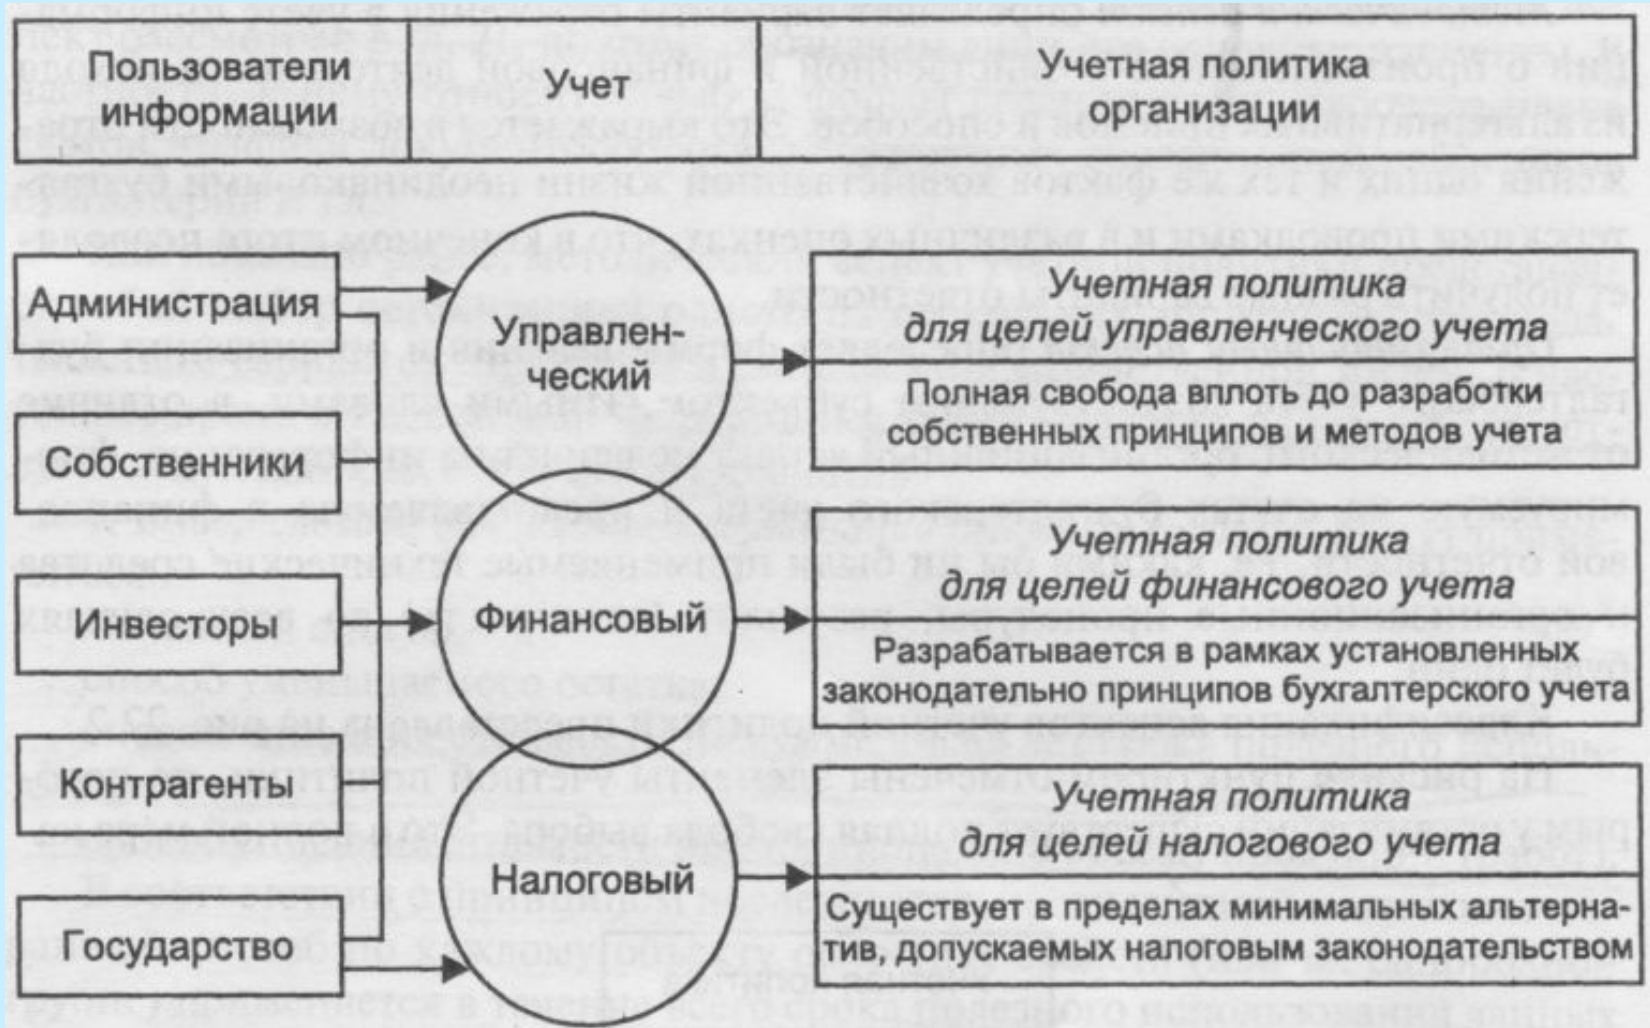 Пользователи
информации
Учет
Учетная политика
организации
Администрация
Собственники
Инвесторы
Контрагенты
Государство
Управлен-
ческий
Финансовый
Налоговый
Учетная политика
для целей управленческого учета
Полная свобода вплоть до разработки
собственных принципов и методов учета
Учетная политика
для целей финансового учета
Разрабатывается в рамках установленных
законодательно принципов бухгалтерского учета
Учетная политика
для целей налогового учета
Существует в пределах минимальных альтерна-
тив, допускаемых налоговым законодательством